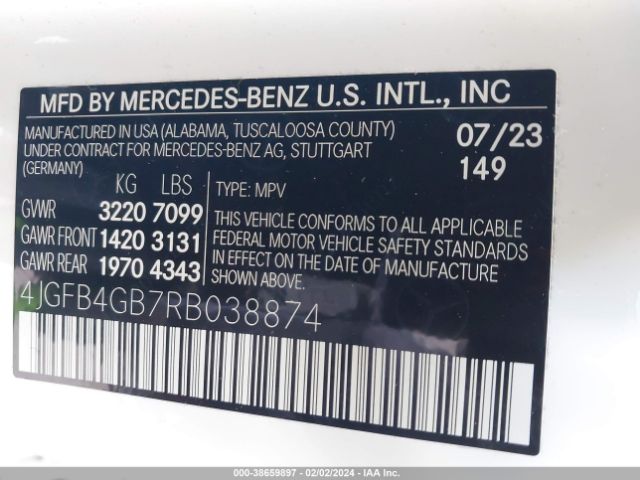 MFD BY MERCEDES-BENZ U.S. INTL., INC
MANUFACTURED IN USA (ALABAMA, TUSCALOOSA COUNTY)
UNDER CONTRACT FOR MERCEDES-BENZ AG, STUTTGART
(GERMANY)
07/23
149
KG LBS
GVWR 3220 7099
GAWR FRONT 1420 3131
GAWR REAR 1970 4343
TYPE: MPV
THIS VEHICLE CONFORMS TO ALL APPLICABLE
FEDERAL MOTOR VEHICLE SAFETY STANDARDS
IN EFFECT ON THE DATE OF MANUFACTURE
SHOWN ABOVE.
4JGFB4GB7RB038874
000-38659897 - 02/02/2024 - IAA Inc.